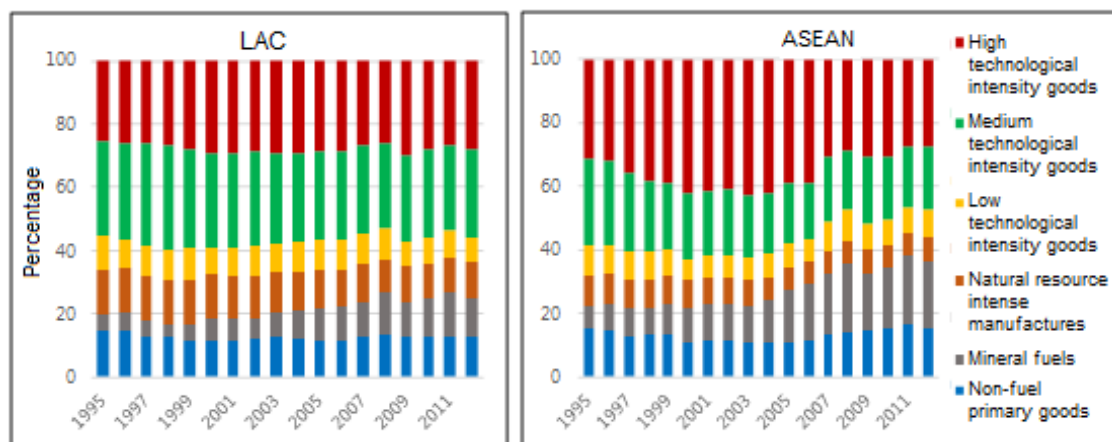 LAC
100
80
60
40
20
0
Percentage
1995
1997
1999
2001
2003
2005
2007
2009
2011
ASEAN
100
80
60
40
20
0
1995
1997
1999
2001
2003
2005
2007
2009
2011
High
technological
intensity goods
Medium
technological
intensity goods
Low
technological
intensity goods
Natural resource
intense
manufactures
Mineral fuels
Non-fuel
primary goods